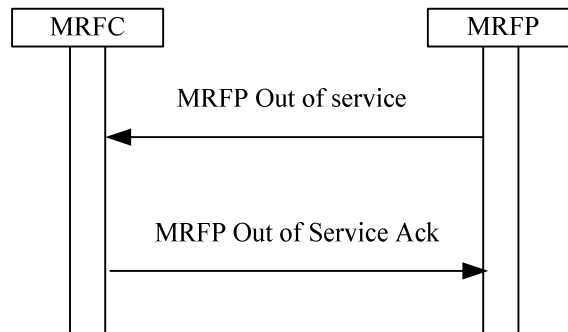 MRFC
MRFP
MRFP Out of service
MRFP Out of Service Ack